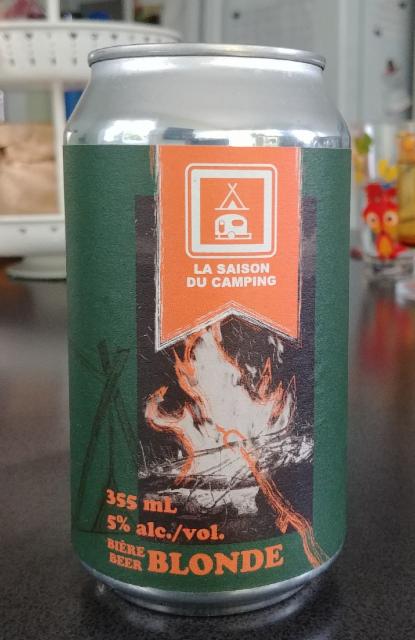 LA SAISON
DU CAMPING
355 mL
5% alc./vol.
BIÈRE
BEER BLONDE